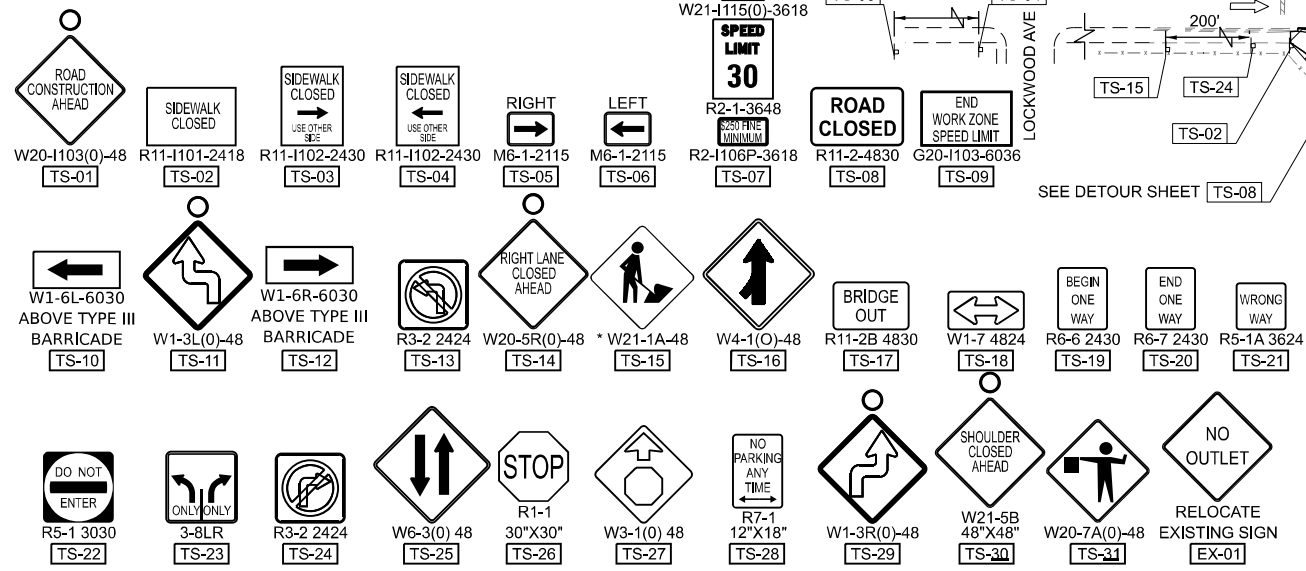 W21-I115(0)-3618
SPEED
LIMIT
30
R2-1-3648
$250 FINE
MINIMUM
R2-I106P-3618
TS-07
ROAD
CONSTRUCTION
AHEAD
W20-I103(0)-48
TS-01
SIDEWALK
CLOSED
R11-I101-2418
TS-02
SIDEWALK
CLOSED
USE OTHER
SIDE
R11-I102-2430
TS-03
SIDEWALK
CLOSED
USE OTHER
SIDE
R11-I102-2430
TS-04
RIGHT
M6-1-2115
TS-05
LEFT
M6-1-2115
TS-06
ROAD
CLOSED
R11-2-4830
TS-08
END
WORK ZONE
SPEED LIMIT
G20-I103-6036
TS-09
LOCKWOOD AVE
200'
TS-15
TS-24
TS-02
SEE DETOUR SHEET
TS-08
W1-6L-6030
ABOVE TYPE III
BARRICADE
TS-10
W1-3L(0)-48
TS-11
W1-6R-6030
ABOVE TYPE III
BARRICADE
TS-12
R3-2 2424
TS-13
RIGHT LANE
CLOSED
AHEAD
W20-5R(0)-48
TS-14
* W21-1A-48
TS-15
W4-1(O)-48
TS-16
BRIDGE
OUT
R11-2B 4830
TS-17
W1-7 4824
TS-18
BEGIN
ONE
WAY
R6-6 2430
TS-19
END
ONE
WAY
R6-7 2430
TS-20
WRONG
WAY
R5-1A 3624
TS-21
DO NOT
ENTER
R5-1 3030
TS-22
ONLY ONLY
3-8LR
TS-23
R3-2 2424
TS-24
W6-3(0) 48
TS-25
STOP
R1-1
30"X30"
TS-26
W3-1(0) 48
TS-27
NO
PARKING
ANY
TIME
R7-1
12"X18"
TS-28
W1-3R(0)-48
TS-29
SHOULDER
CLOSED
AHEAD
W21-5B
48"X48"
TS-30
W20-7A(0)-48
TS-31
NO
OUTLET
RELOCATE
EXISTING SIGN
EX-01